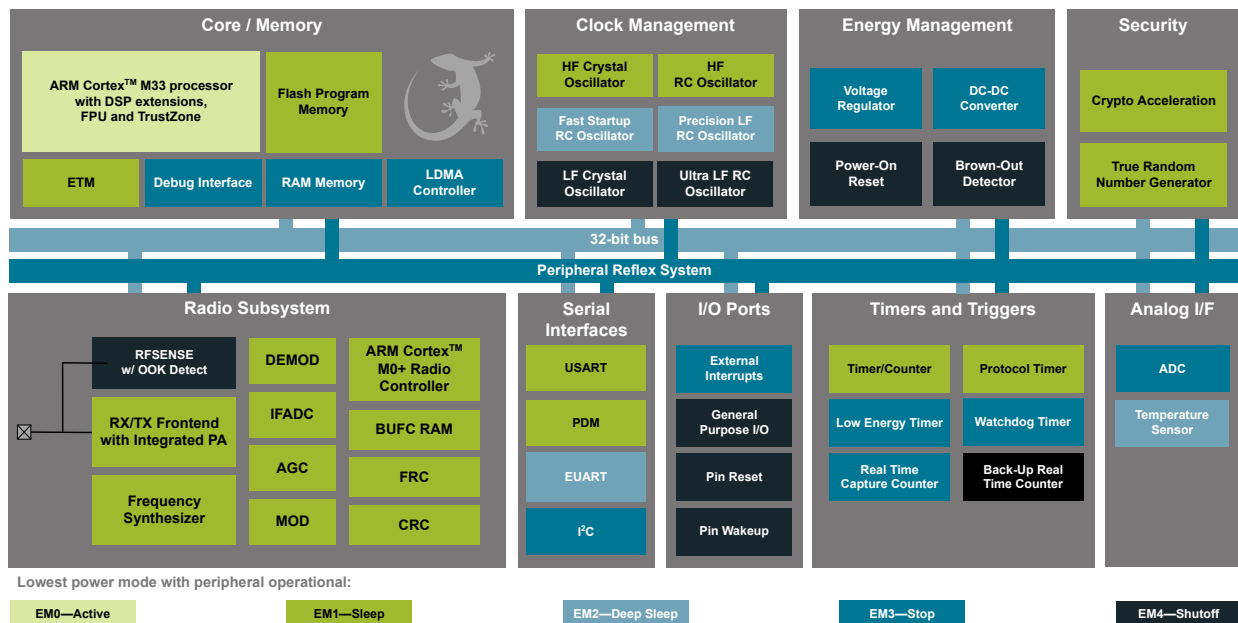 Core / Memory
ARM Cortex™ M33 processor
with DSP extensions,
FPU and TrustZone
Flash Program
Memory
ETM
Debug Interface
RAM Memory
LDMA
Controller
Clock Management
HF Crystal
Oscillator
HF
RC Oscillator
Fast Startup
RC Oscillator
Precision LF
RC Oscillator
LF Crystal
Oscillator
Ultra LF RC
Oscillator
Energy Management
Voltage
Regulator
DC-DC
Converter
Power-On
Reset
Brown-Out
Detector
Security
Crypto Acceleration
True Random
Number Generator
32-bit bus
Peripheral Reflex System
Radio Subsystem
RFSENSE
w/ OOK Detect
RX/TX Frontend
with Integrated PA
Frequency
Synthesizer
DEMOD
IFADC
AGC
MOD
ARM Cortex™
M0+ Radio
Controller
BUFC RAM
FRC
CRC
Serial
Interfaces
USART
PDM
EUART
I²C
I/O Ports
External
Interrupts
General
Purpose I/O
Pin Reset
Pin Wakeup
Timers and Triggers
Timer/Counter
Protocol Timer
Low Energy Timer
Watchdog Timer
Real Time
Capture Counter
Back-Up Real
Time Counter
Analog I/F
ADC
Temperature
Sensor
Lowest power mode with peripheral operational:
EM0—Active
EM1—Sleep
EM2—Deep Sleep
EM3—Stop
EM4—Shutoff